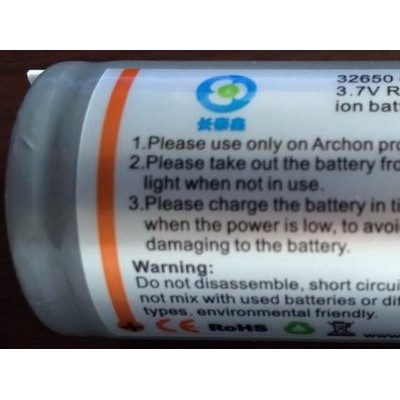 长泰鑫
32650
3.7V R
ion bat
1.Please use only on Archon pro
2.Please take out the battery fro
light when not in use.
3.Please charge the battery in ti
when the power is low, to avoi
damaging to the battery.
Warning:
Do not disassemble, short circui
not mix with used batteries or dif
types, environmental friendly.
+ CE RoHS
www.